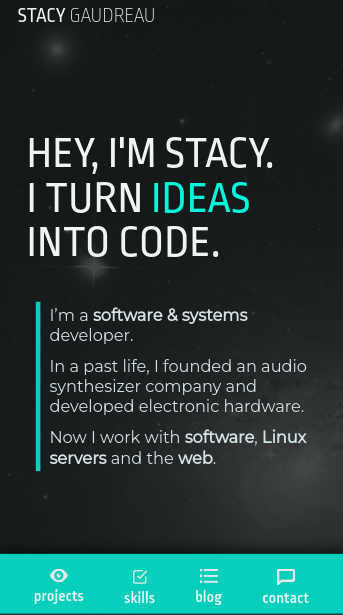 STACY GAUDREAU
HEY, I'M STACY.
I TURN IDEAS
INTO CODE.
I’m a software & systems
developer.
In a past life, I founded an audio
synthesizer company and
developed electronic hardware.
Now I work with software, Linux
servers and the web.
projects
skills
blog
contact